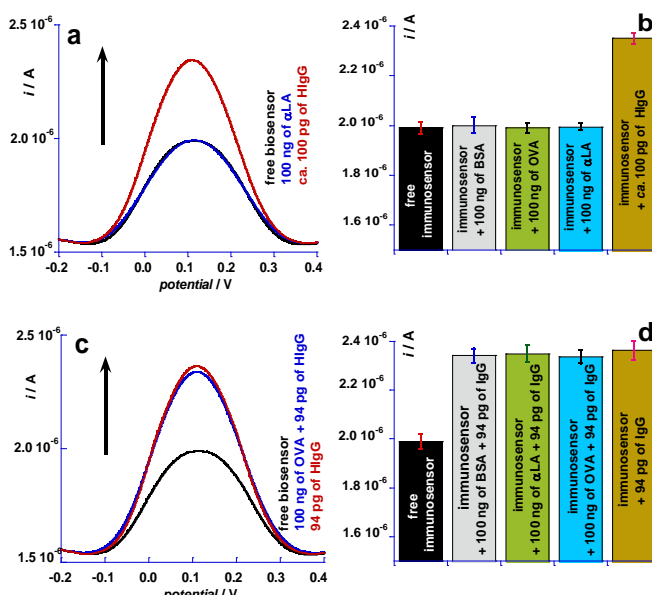 a
2.5 10⁻⁶
2.0 10⁻⁶
1.5 10⁻⁶
i / A
free biosensor
100 ng of αLA
ca. 100 pg of HIgG
-0.2 -0.1 0.0 0.1 0.2 0.3 0.4
potential / V
b
i / A
2.4 10⁻⁶
2.2 10⁻⁶
2.0 10⁻⁶
1.8 10⁻⁶
1.6 10⁻⁶
free
immunosensor
immunosensor
+ 100 ng of BSA
immunosensor
+ 100 ng of OVA
immunosensor
+ 100 ng of αLA
immunosensor
+ ca. 100 pg of HIgG
c
2.5 10⁻⁶
2.0 10⁻⁶
1.5 10⁻⁶
i / A
free biosensor
100 ng of OVA + 94 pg of HIgG
94 pg of HIgG
-0.2 -0.1 0.0 0.1 0.2 0.3 0.4
potential / V
d
i / A
2.4 10⁻⁶
2.2 10⁻⁶
2.0 10⁻⁶
1.8 10⁻⁶
1.6 10⁻⁶
free
immunosensor
immunosensor
+ 100 ng of BSA + 94 pg of IgG
immunosensor
+ 100 ng of αLA + 94 pg of IgG
immunosensor
+ 100 ng of OVA + 94 pg of IgG
immunosensor
+ 94 pg of IgG